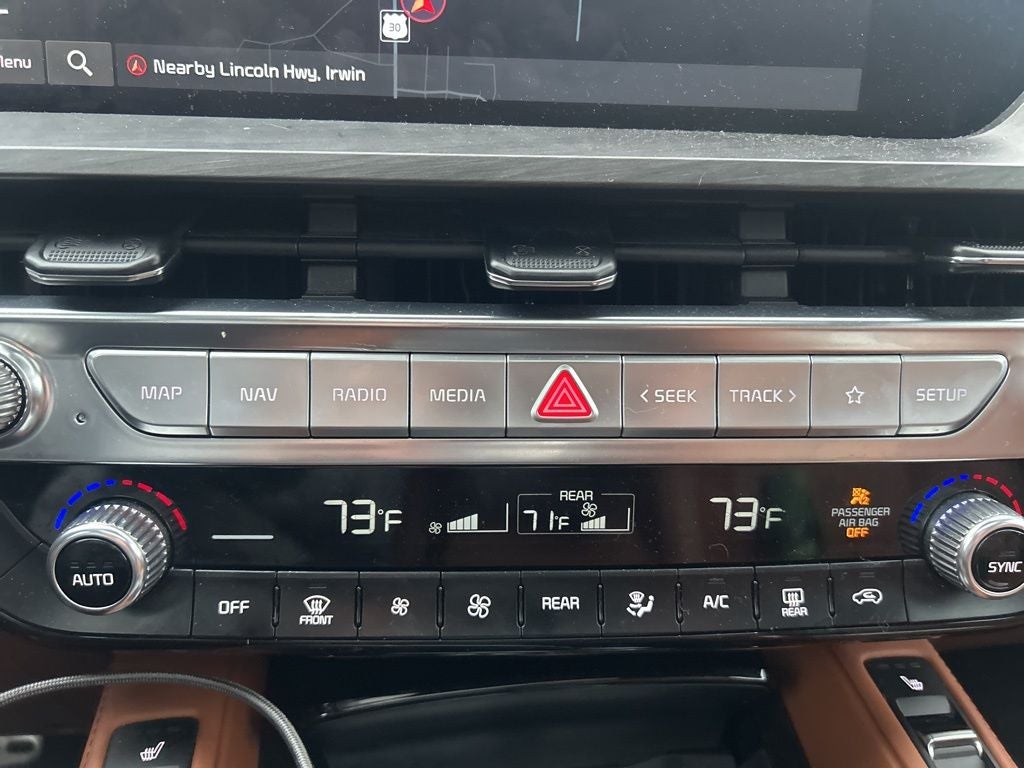 30
Menu
Nearby Lincoln Hwy, Irwin
MAP
NAV
RADIO
MEDIA
< SEEK
TRACK >
SETUP
73°F
REAR
71°F
73°F
PASSENGER
AIR BAG
OFF
AUTO
SYNC
OFF
FRONT
REAR
A/C
REAR